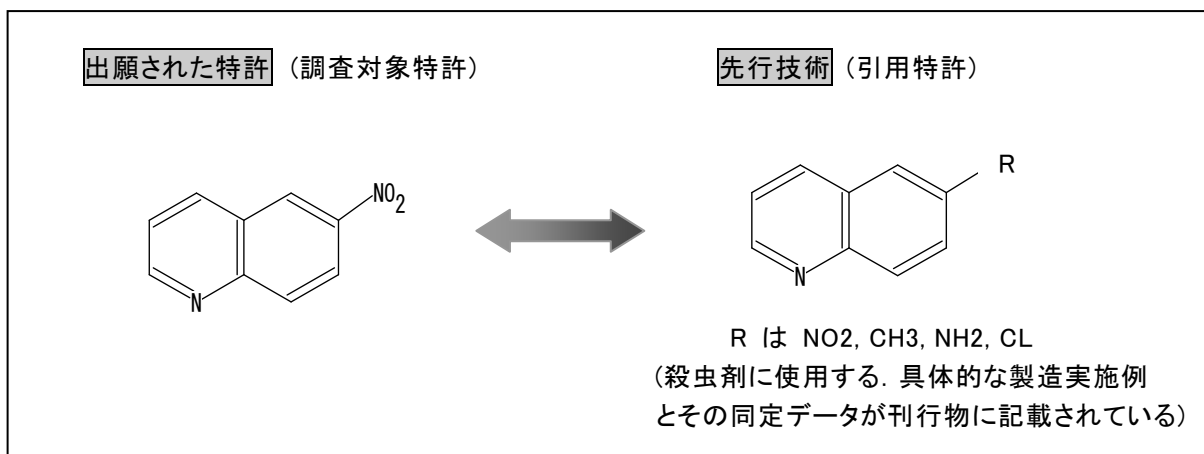 出願された特許 (調査対象特許)
先行技術 (引用特許)
NO2
N
R
N
R は NO2, CH3, NH2, CL
(殺虫剤に使用する. 具体的な製造実施例
とその同定データが刊行物に記載されている)